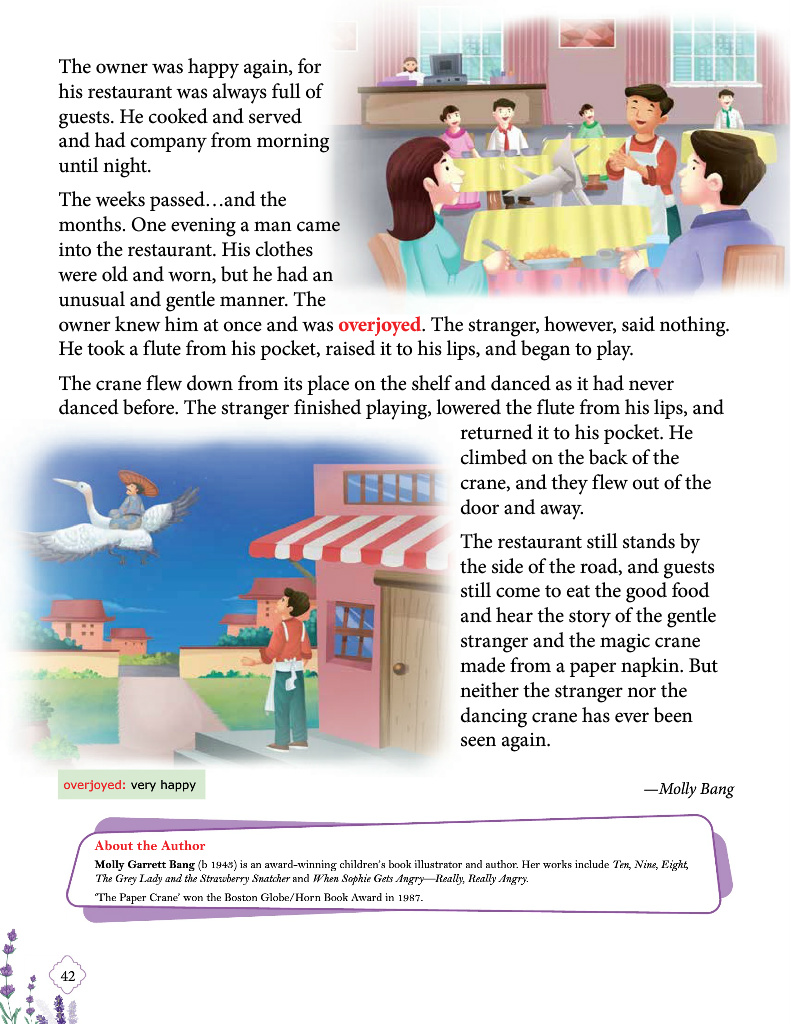 The owner was happy again, for
his restaurant was always full of
guests. He cooked and served
and had company from morning
until night.
The weeks passed…and the
months. One evening a man came
into the restaurant. His clothes
were old and worn, but he had an
unusual and gentle manner. The
owner knew him at once and was overjoyed. The stranger, however, said nothing.
He took a flute from his pocket, raised it to his lips, and began to play.
The crane flew down from its place on the shelf and danced as it had never
danced before. The stranger finished playing, lowered the flute from his lips, and
returned it to his pocket. He
climbed on the back of the
crane, and they flew out of the
door and away.
The restaurant still stands by
the side of the road, and guests
still come to eat the good food
and hear the story of the gentle
stranger and the magic crane
made from a paper napkin. But
neither the stranger nor the
dancing crane has ever been
seen again.
—Molly Bang
overjoyed: very happy
About the Author
Molly Garrett Bang (b 1943) is an award-winning children's book illustrator and author. Her works include Ten, Nine, Eight,
The Grey Lady and the Strawberry Snatcher and When Sophie Gets Angry—Really, Really Angry.
'The Paper Crane' won the Boston Globe/Horn Book Award in 1987.
42